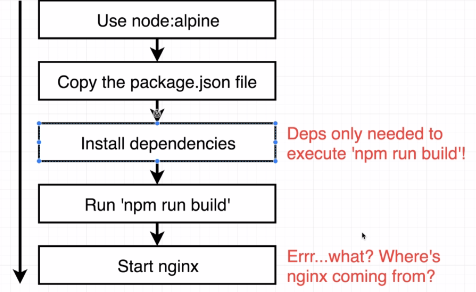 Use node:alpine
Copy the package.json file
Install dependencies
Deps only needed to
execute 'npm run build'!
Run 'npm run build'
Start nginx
Errr...what? Where's
nginx coming from?